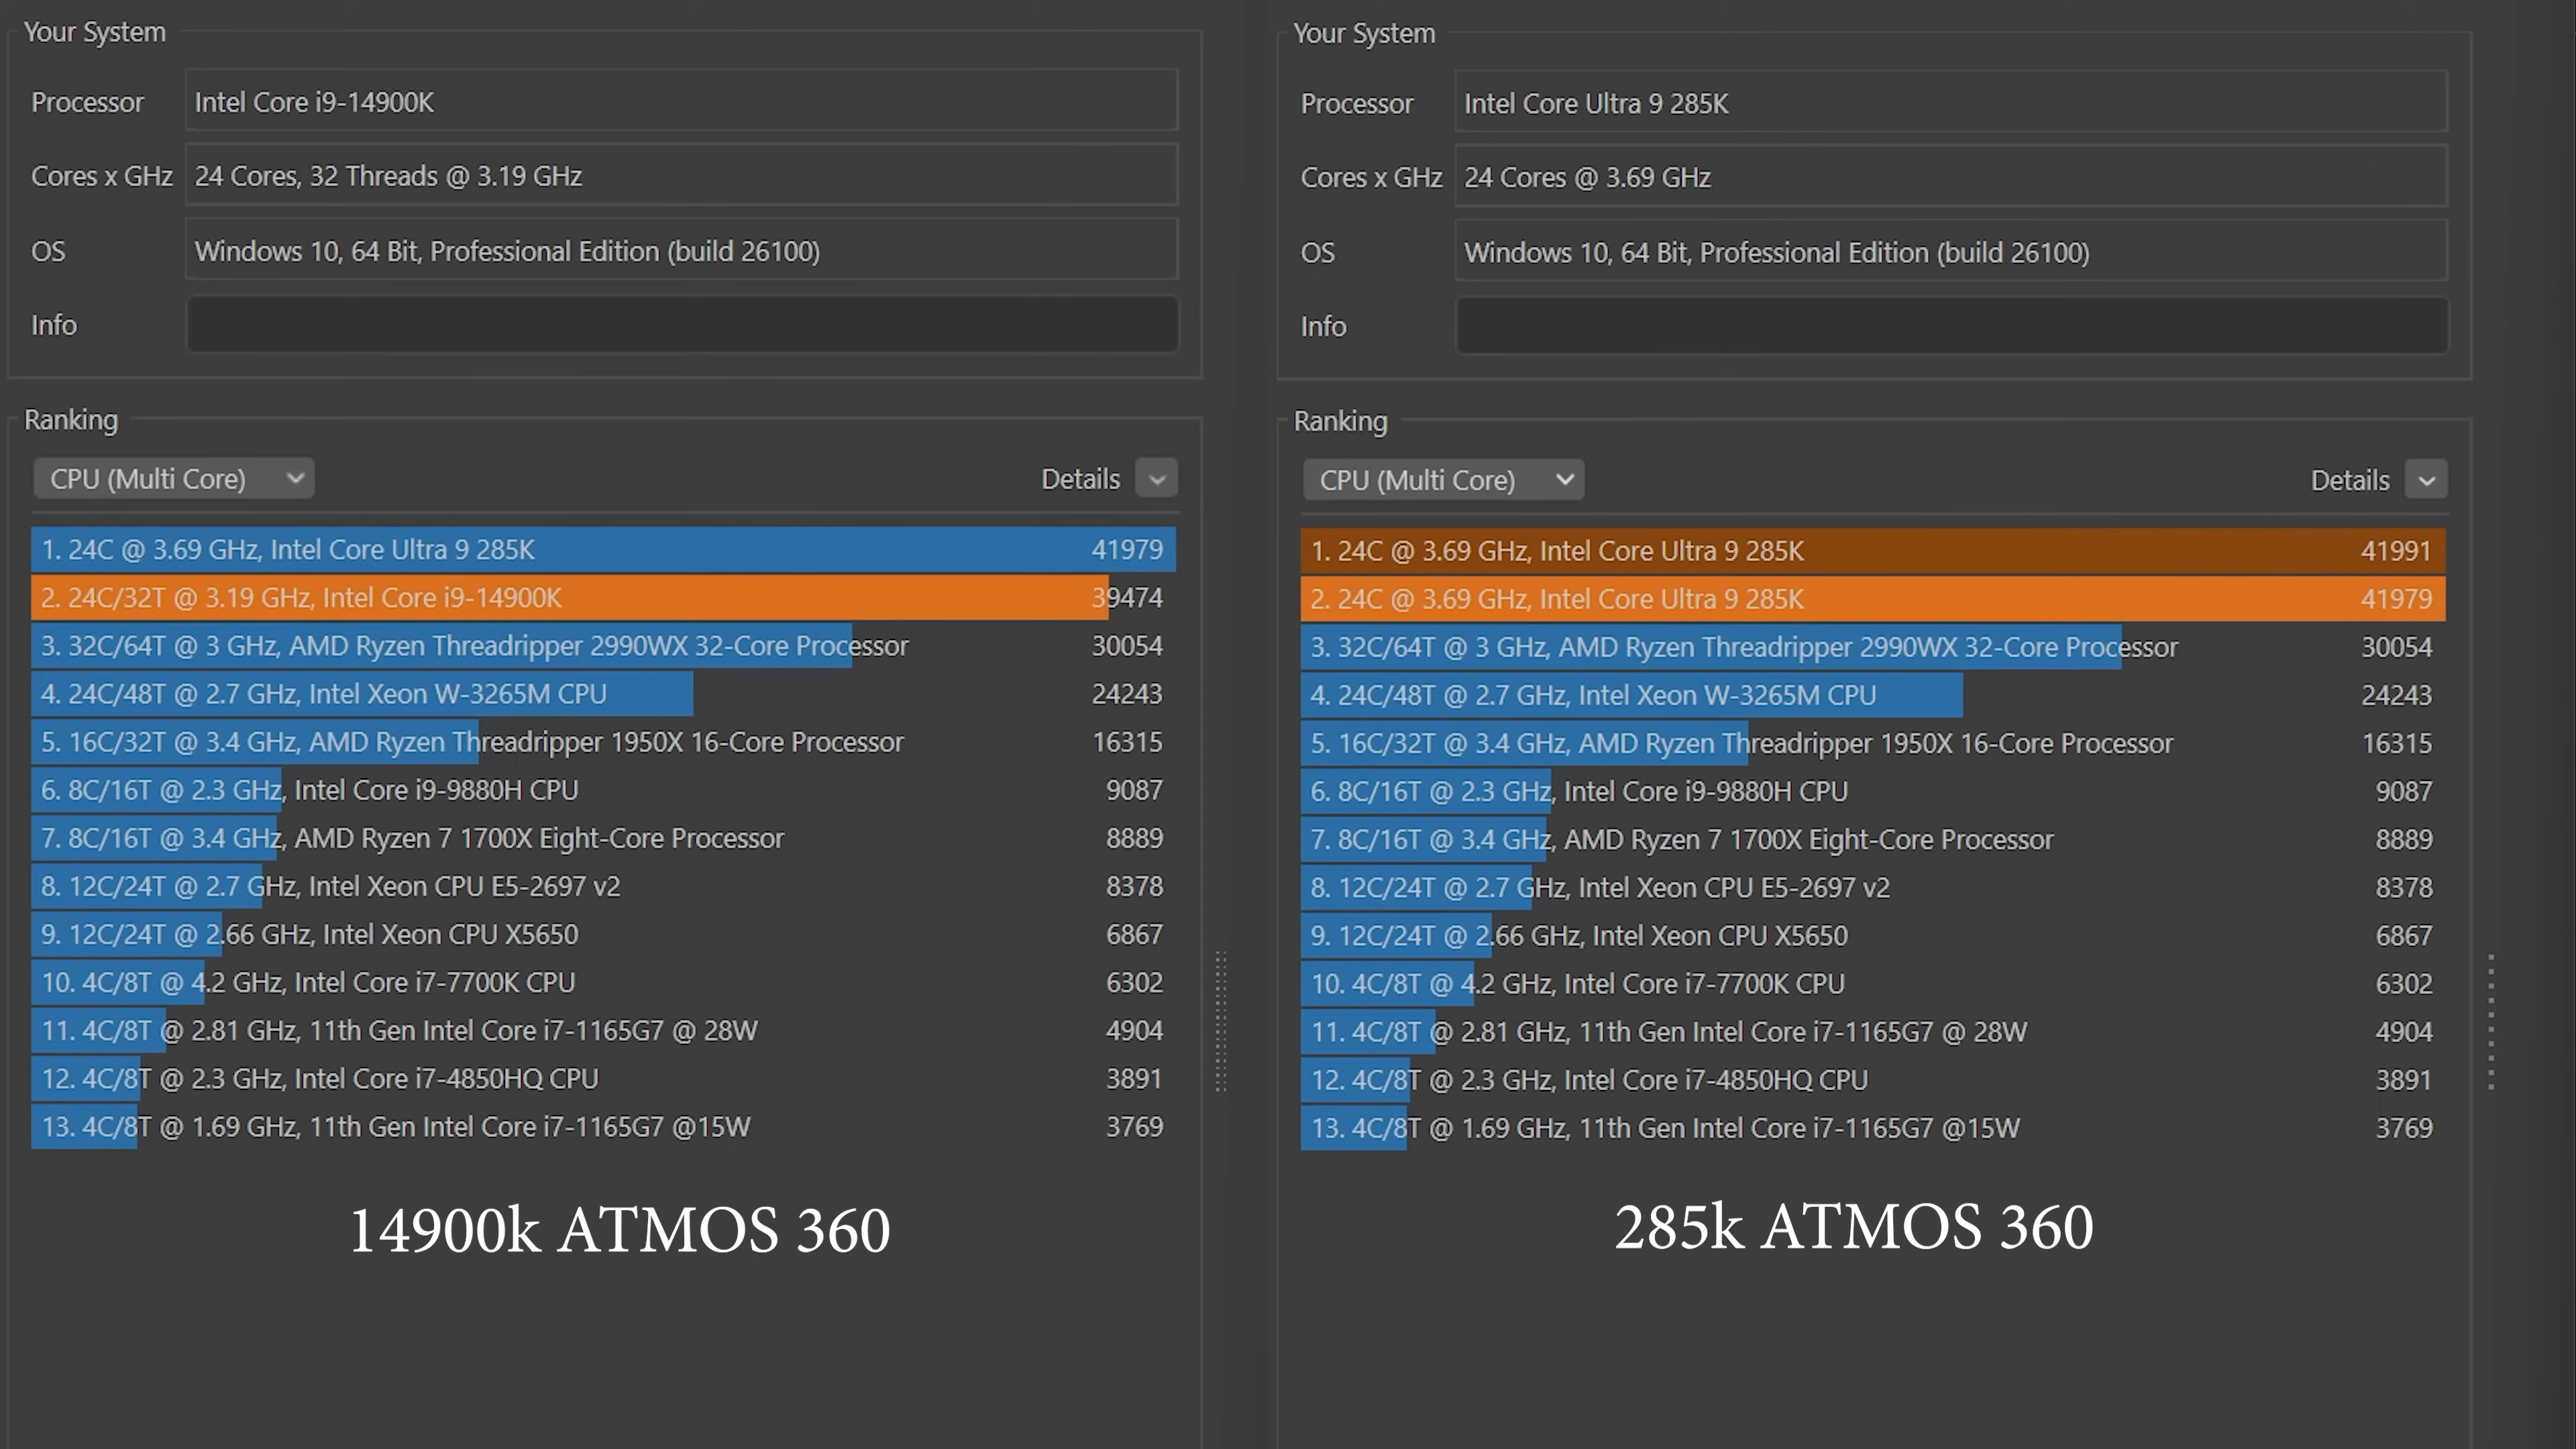 Your System
Processor Intel Core i9-14900K
Cores x GHz 24 Cores, 32 Threads @ 3.19 GHz
OS Windows 10, 64 Bit, Professional Edition (build 26100)
Info
Ranking
CPU (Multi Core) Details
1. 24C @ 3.69 GHz, Intel Core Ultra 9 285K 41979
2. 24C/32T @ 3.19 GHz, Intel Core i9-14900K 39474
3. 32C/64T @ 3 GHz, AMD Ryzen Threadripper 2990WX 32-Core Processor 30054
4. 24C/48T @ 2.7 GHz, Intel Xeon W-3265M CPU 24243
5. 16C/32T @ 3.4 GHz, AMD Ryzen Threadripper 1950X 16-Core Processor 16315
6. 8C/16T @ 2.3 GHz, Intel Core i9-9880H CPU 9087
7. 8C/16T @ 3.4 GHz, AMD Ryzen 7 1700X Eight-Core Processor 8889
8. 12C/24T @ 2.7 GHz, Intel Xeon CPU E5-2697 v2 8378
9. 12C/24T @ 2.66 GHz, Intel Xeon CPU X5650 6867
10. 4C/8T @ 4.2 GHz, Intel Core i7-7700K CPU 6302
11. 4C/8T @ 2.81 GHz, 11th Gen Intel Core i7-1165G7 @ 28W 4904
12. 4C/8T @ 2.3 GHz, Intel Core i7-4850HQ CPU 3891
13. 4C/8T @ 1.69 GHz, 11th Gen Intel Core i7-1165G7 @15W 3769
14900k ATMOS 360
Your System
Processor Intel Core Ultra 9 285K
Cores x GHz 24 Cores @ 3.69 GHz
OS Windows 10, 64 Bit, Professional Edition (build 26100)
Info
Ranking
CPU (Multi Core) Details
1. 24C @ 3.69 GHz, Intel Core Ultra 9 285K 41991
2. 24C @ 3.69 GHz, Intel Core Ultra 9 285K 41979
3. 32C/64T @ 3 GHz, AMD Ryzen Threadripper 2990WX 32-Core Processor 30054
4. 24C/48T @ 2.7 GHz, Intel Xeon W-3265M CPU 24243
5. 16C/32T @ 3.4 GHz, AMD Ryzen Threadripper 1950X 16-Core Processor 16315
6. 8C/16T @ 2.3 GHz, Intel Core i9-9880H CPU 9087
7. 8C/16T @ 3.4 GHz, AMD Ryzen 7 1700X Eight-Core Processor 8889
8. 12C/24T @ 2.7 GHz, Intel Xeon CPU E5-2697 v2 8378
9. 12C/24T @ 2.66 GHz, Intel Xeon CPU X5650 6867
10. 4C/8T @ 4.2 GHz, Intel Core i7-7700K CPU 6302
11. 4C/8T @ 2.81 GHz, 11th Gen Intel Core i7-1165G7 @ 28W 4904
12. 4C/8T @ 2.3 GHz, Intel Core i7-4850HQ CPU 3891
13. 4C/8T @ 1.69 GHz, 11th Gen Intel Core i7-1165G7 @15W 3769
285k ATMOS 360